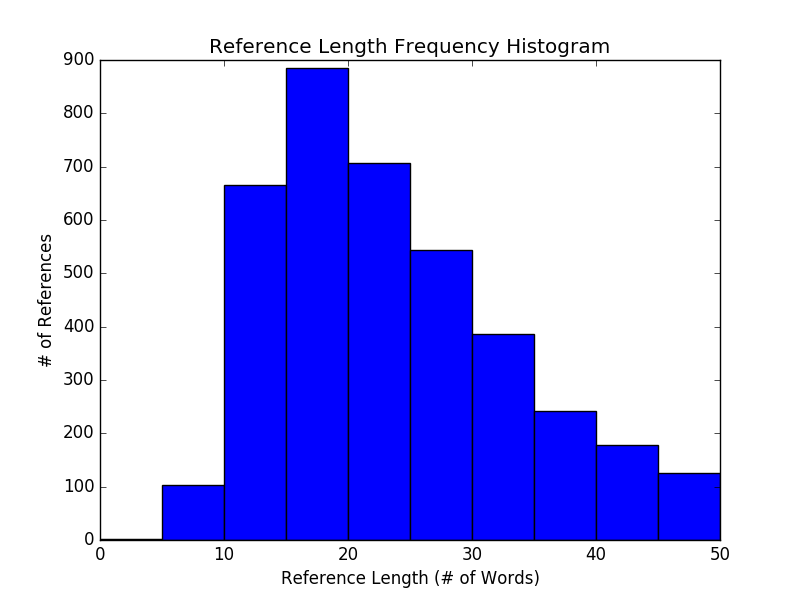 Reference Length Frequency Histogram
900
800
700
600
500
400
300
200
100
0
# of References
0 10 20 30 40 50
Reference Length (# of Words)